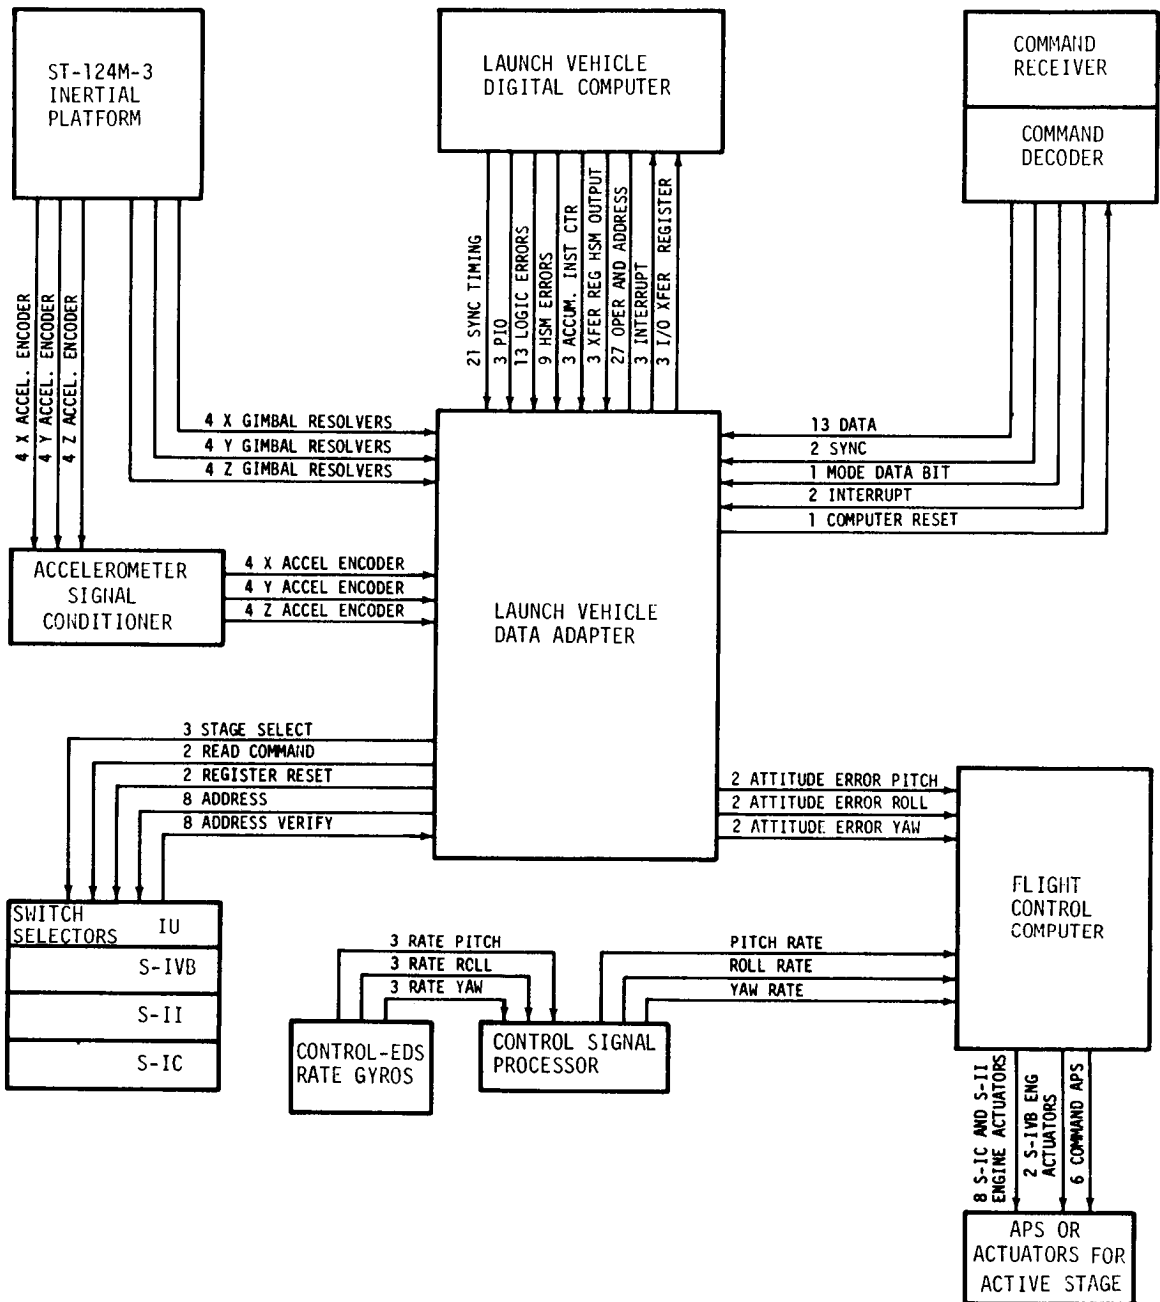 ST-124M-3
INERTIAL
PLATFORM
LAUNCH VEHICLE
DIGITAL COMPUTER
COMMAND
RECEIVER
COMMAND
DECODER
4 X ACCEL. ENCODER
4 Y ACCEL. ENCODER
4 Z ACCEL. ENCODER
21 SYNC TIMING
3 PIO
13 LOGIC ERRORS
9 HSM ERRORS
3 ACCUM. INST CTR
3 XFER REG HSM OUTPUT
27 OPER AND ADDRESS
3 INTERRUPT
3 I/O XFER REGISTER
4 X GIMBAL RESOLVERS
4 Y GIMBAL RESOLVERS
4 Z GIMBAL RESOLVERS
13 DATA
2 SYNC
1 MODE DATA BIT
2 INTERRUPT
1 COMPUTER RESET
ACCELEROMETER
SIGNAL
CONDITIONER
4 X ACCEL ENCODER
4 Y ACCEL ENCODER
4 Z ACCEL ENCODER
LAUNCH VEHICLE
DATA ADAPTER
3 STAGE SELECT
2 READ COMMAND
2 REGISTER RESET
8 ADDRESS
8 ADDRESS VERIFY
2 ATTITUDE ERROR PITCH
2 ATTITUDE ERROR ROLL
2 ATTITUDE ERROR YAW
SWITCH
SELECTORS
IU
S-IVB
S-II
S-IC
3 RATE PITCH
3 RATE ROLL
3 RATE YAW
CONTROL-EDS
RATE GYROS
CONTROL SIGNAL
PROCESSOR
PITCH RATE
ROLL RATE
YAW RATE
FLIGHT
CONTROL
COMPUTER
8 S-IC AND S-II
ENGINE ACTUATORS
2 S-IVB ENG
ACTUATORS
6 COMMAND APS
APS OR
ACTUATORS FOR
ACTIVE STAGE